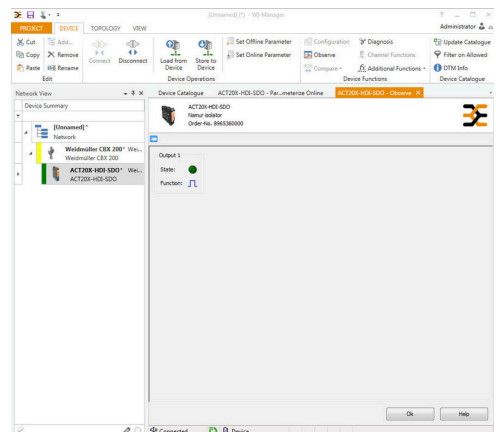 [Unnamed] (*) - WI-Manager
PROJECT DEVICE TOPOLOGY VIEW Administrator
Cut Add... Connect Disconnect Load from Device Store to Device Set Offline Parameter Configuration Diagnosis Update Catalogue
Copy Remove Set Online Parameter Observe Channel Functions Filter on Allowed
Paste Rename Compare Additional Functions DTM Info
Edit Device Operations Device Functions Device Catalogue
Network View
Device Catalogue ACT20X-HDI-SDO - Par...meterize Online ACT20X-HDI-SDO - Observe
Device Summary
[Unnamed]*
Network
Weidmüller CBX 200* Wei...
Weidmüller CBX 200
ACT20X-HDI-SDO* Wei...
ACT20X-HDI-SDO
ACT20X-HDI-SDO
Namur isolator
Order-No. 8965360000
Output 1
State:
Function:
Ok Help
Connected Device